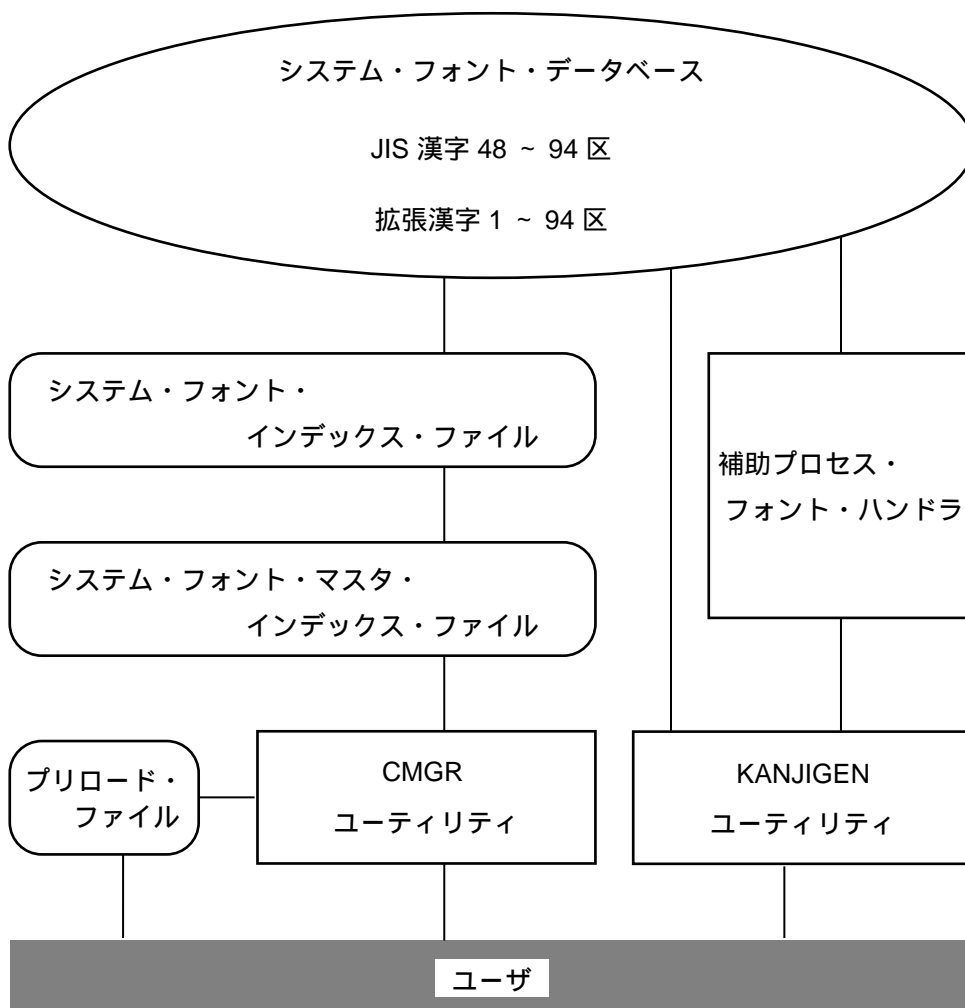 システム・フォント・データベース
JIS 漢字 48 ~ 94 区
拡張漢字 1 ~ 94 区
システム・フォント・
インデックス・ファイル
補助プロセス・
フォント・ハンドラ
システム・フォント・マスタ・
インデックス・ファイル
プリロード・
ファイル
CMGR
ユーティリティ
KANJIGEN
ユーティリティ
ユーザ